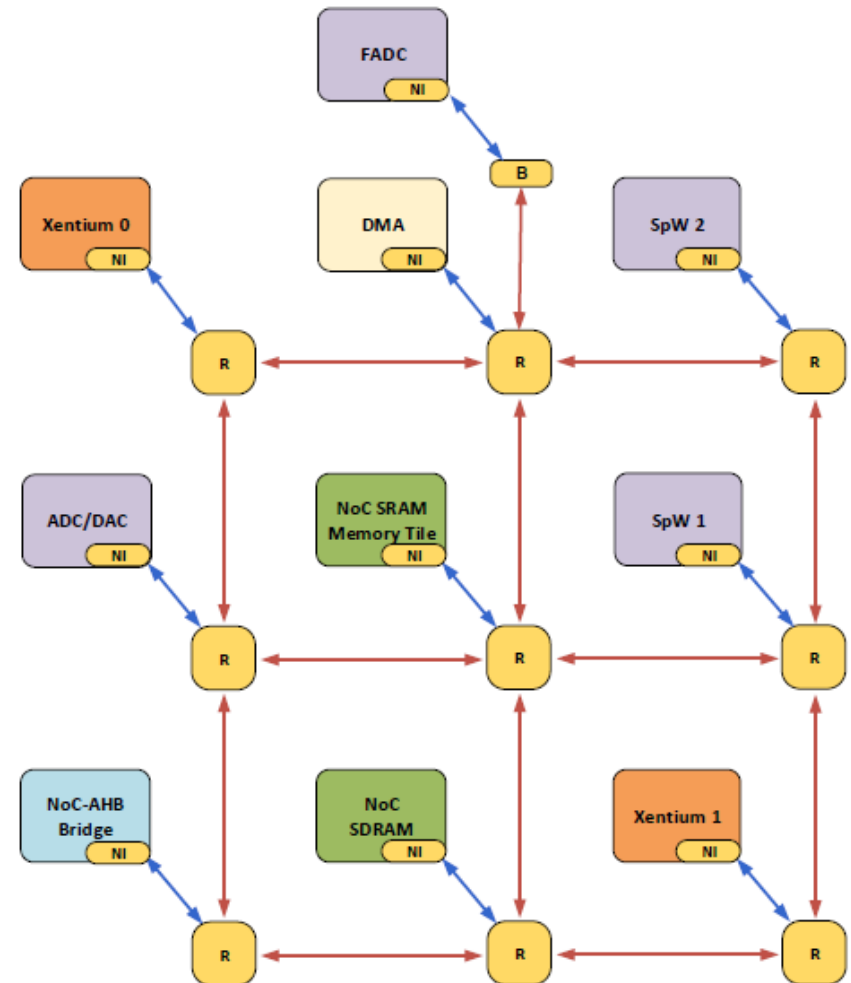 FADC
NI
B
Xentium 0
NI
DMA
NI
SpW 2
NI
R
R
R
ADC/DAC
NI
NoC SRAM
Memory Tile
NI
SpW 1
NI
R
R
R
NoC-AHB
Bridge
NI
NoC
SDRAM
NI
Xentium 1
NI
R
R
R